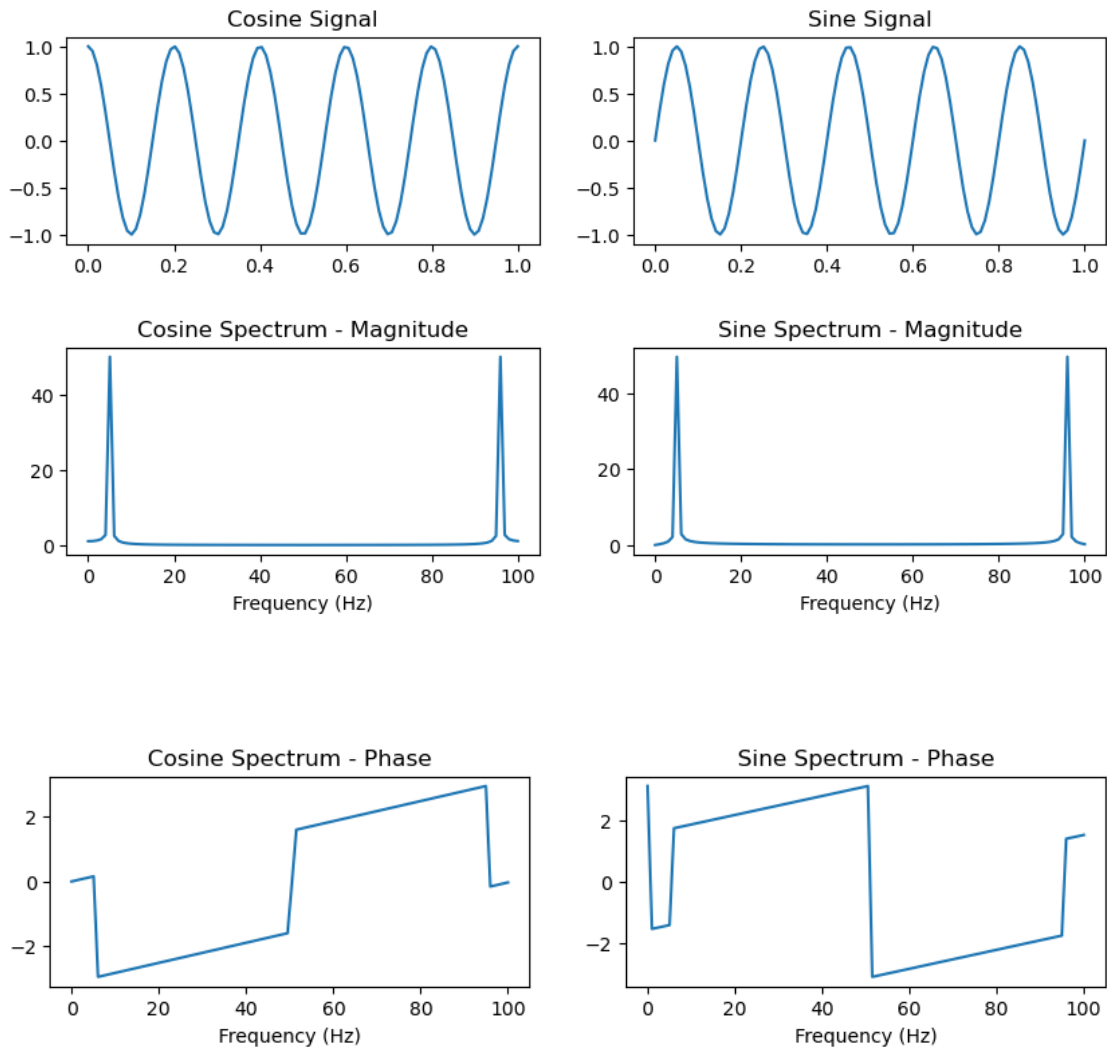 Cosine Signal
Sine Signal
1.0
0.5
0.0
−0.5
−1.0
0.0 0.2 0.4 0.6 0.8 1.0
1.0
0.5
0.0
−0.5
−1.0
0.0 0.2 0.4 0.6 0.8 1.0
Cosine Spectrum - Magnitude
Sine Spectrum - Magnitude
40
20
0
0 20 40 60 80 100
Frequency (Hz)
40
20
0
0 20 40 60 80 100
Frequency (Hz)
Cosine Spectrum - Phase
Sine Spectrum - Phase
2
0
−2
0 20 40 60 80 100
Frequency (Hz)
2
0
−2
0 20 40 60 80 100
Frequency (Hz)